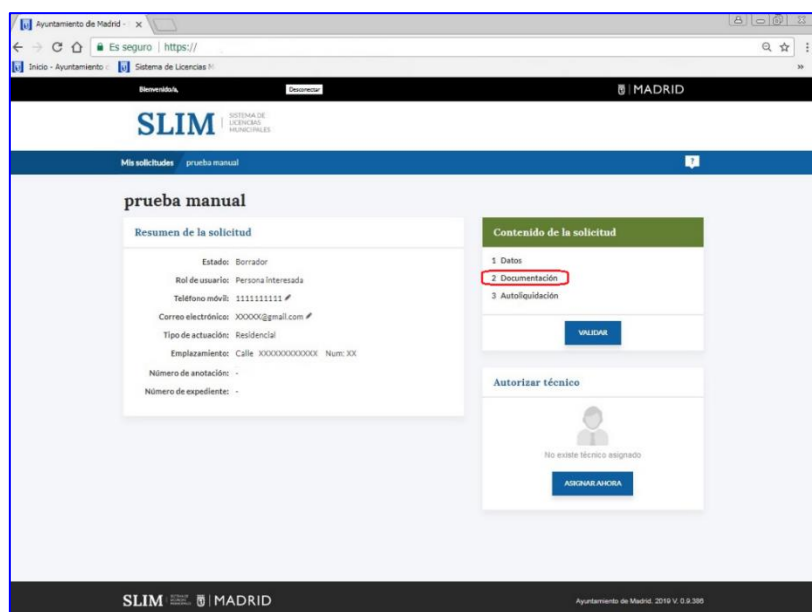 Ayuntamiento de Madrid -
Es seguro | https://
Inicio - Ayuntamiento
Sistema de Licencias M
»
Bienvenido/a,
Desconectar
MADRID
SLIM
SISTEMA DE
LICENCIAS
MUNICIPALES
Mis solicitudes
prueba manual
?
prueba manual
Resumen de la solicitud
Estado: Borrador
Rol de usuario: Persona interesada
Teléfono móvil: 1111111111
Correo electrónico: XXXXX@gmail.com
Tipo de actuación: Residencial
Emplazamiento: Calle XXXXXXXXXXXX Num: XX
Número de anotación: -
Número de expediente: -
Contenido de la solicitud
1 Datos
2 Documentación
3 Autoliquidación
VALIDAR
Autorizar técnico
No existe técnico asignado
ASIGNAR AHORA
SLIM
MADRID
Ayuntamiento de Madrid. 2019 V. 0.9.386